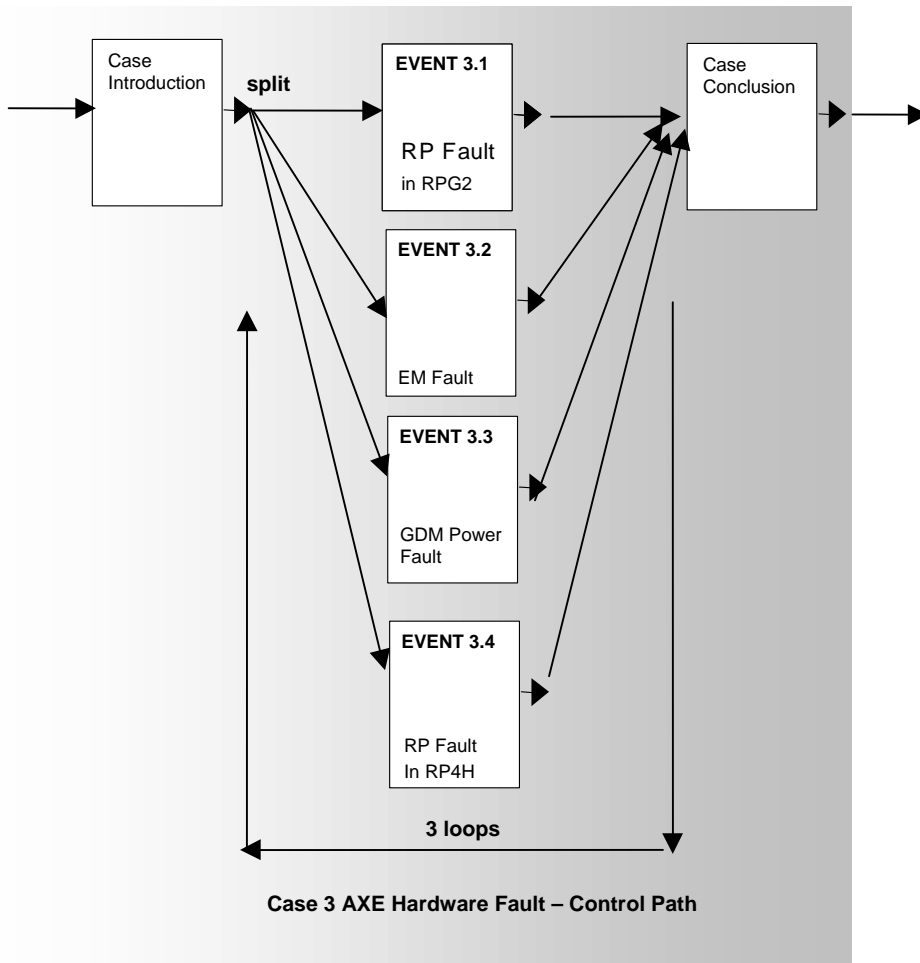 Case
Introduction
split
EVENT 3.1
RP Fault
in RPG2
Case
Conclusion
EVENT 3.2
EM Fault
EVENT 3.3
GDM Power
Fault
EVENT 3.4
RP Fault
In RP4H
3 loops
Case 3 AXE Hardware Fault – Control Path